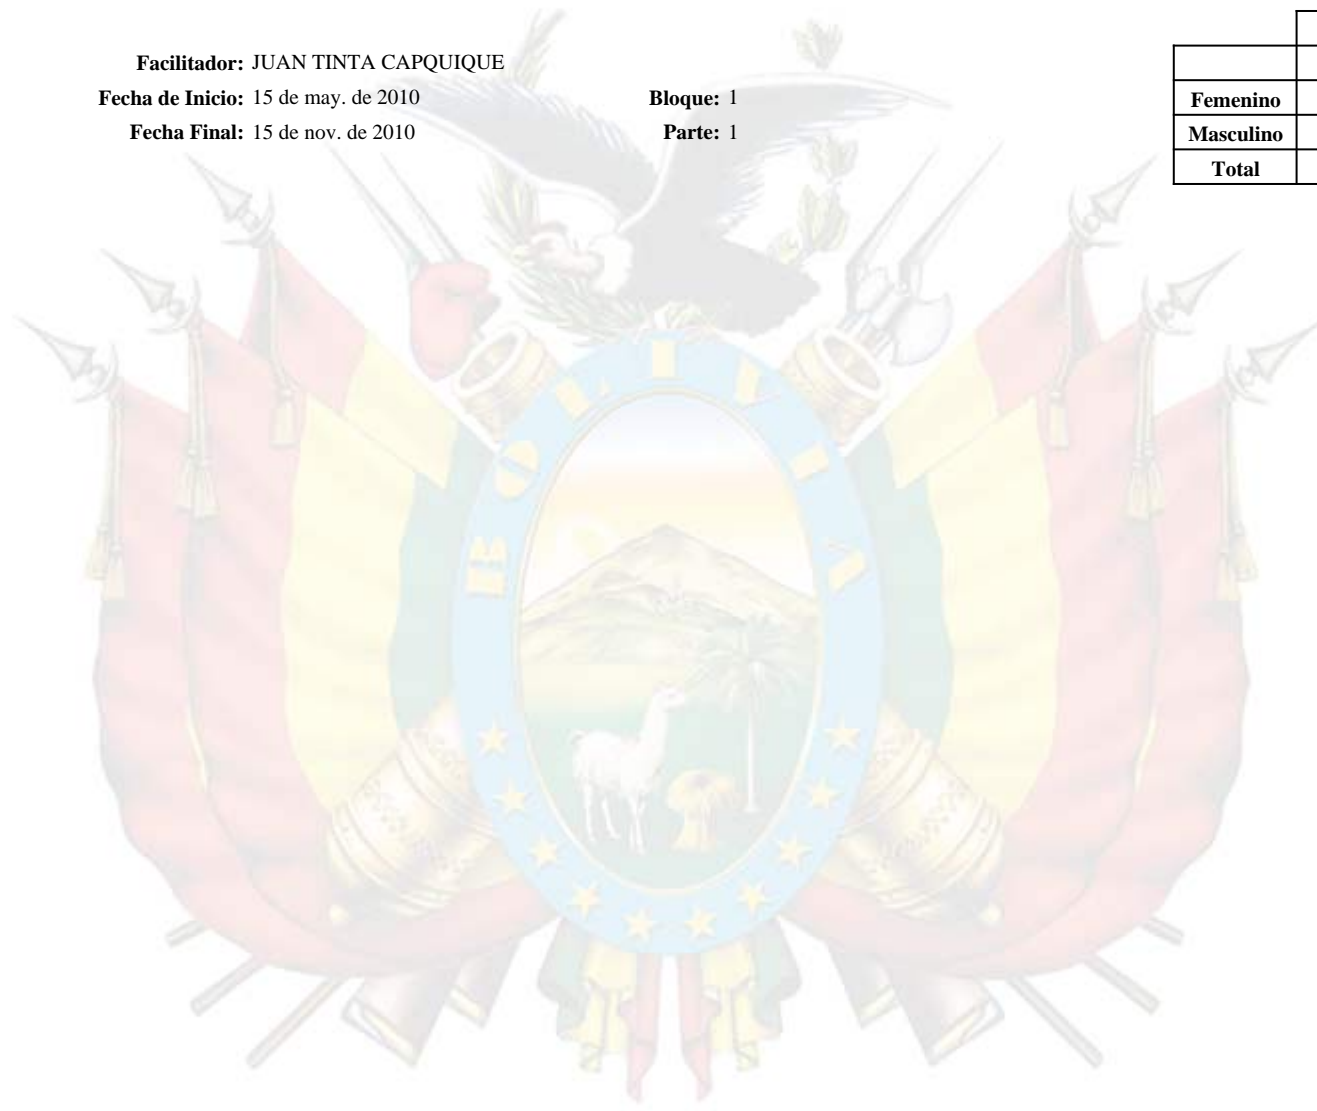 Facilitador: JUAN TINTA CAPQUIQUE
Fecha de Inicio: 15 de may. de 2010 Bloque: 1
Fecha Final: 15 de nov. de 2010 Parte: 1
Femenino
Masculino
Total
BOLIVIA